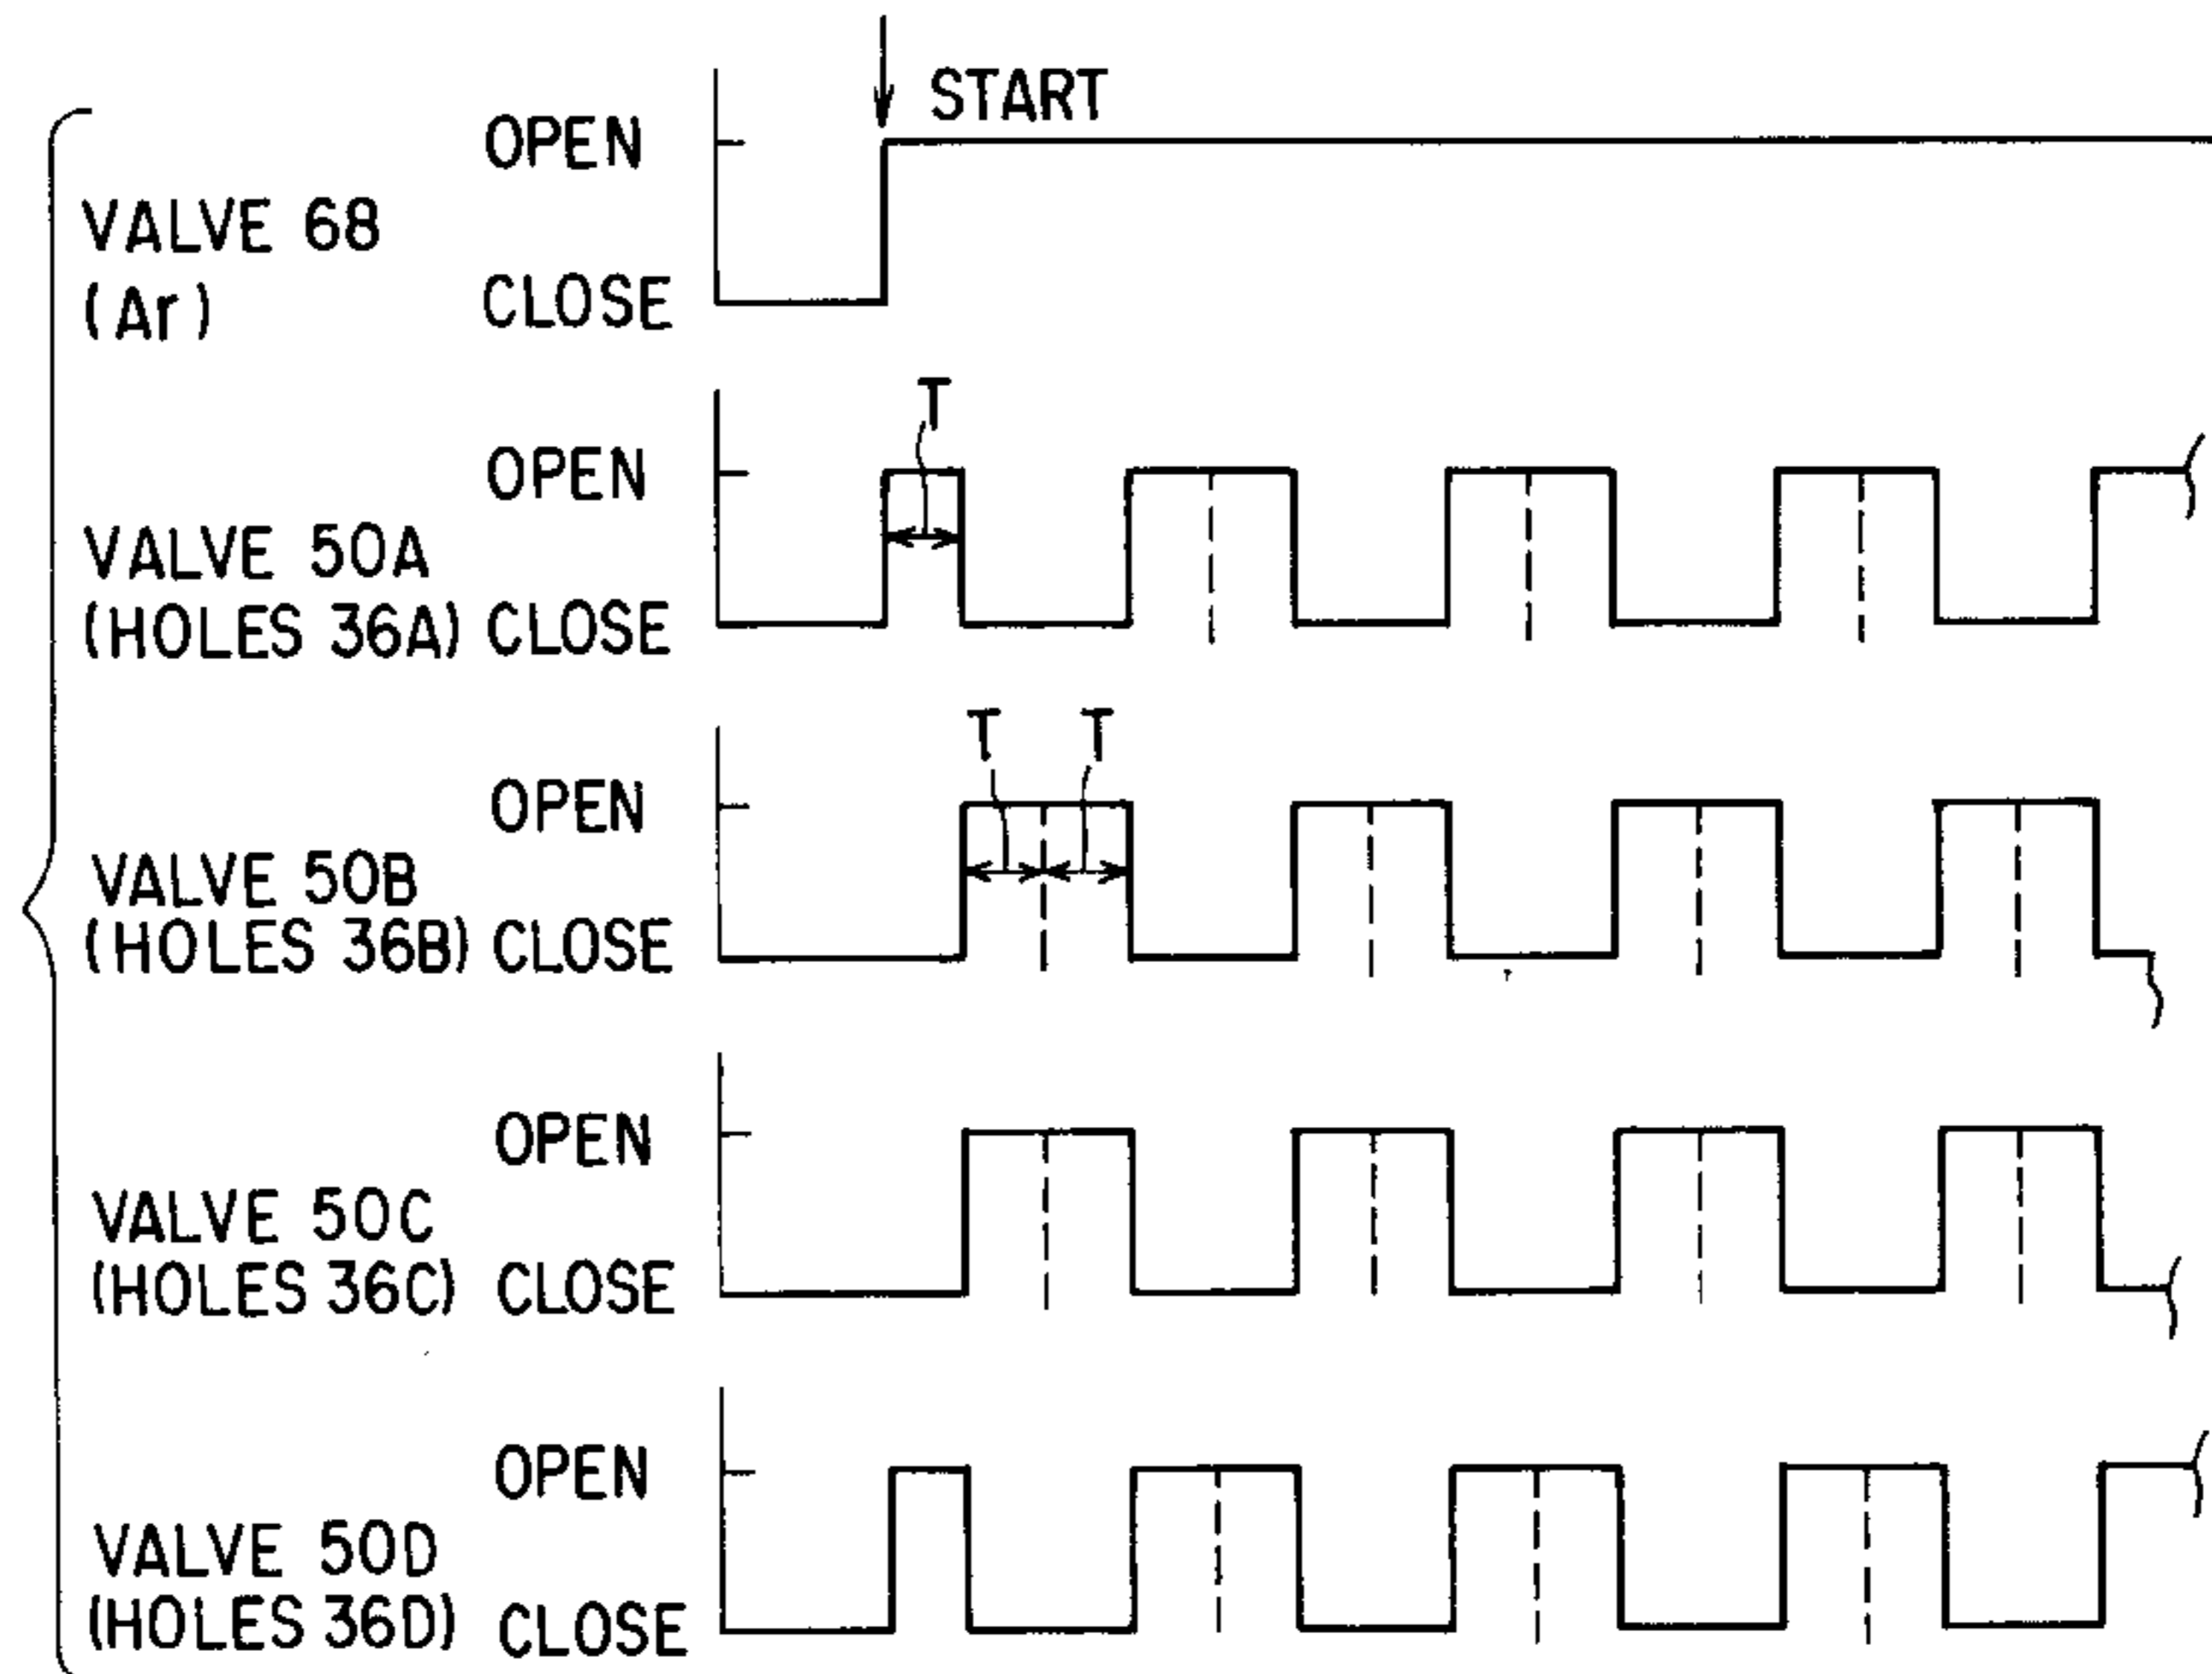 START
OPEN
VALVE 68
(Ar)
CLOSE
T
OPEN
VALVE 50A
(HOLES 36A) CLOSE
T T
OPEN
VALVE 50B
(HOLES 36B) CLOSE
OPEN
VALVE 50C
(HOLES 36C) CLOSE
OPEN
VALVE 50D
(HOLES 36D) CLOSE